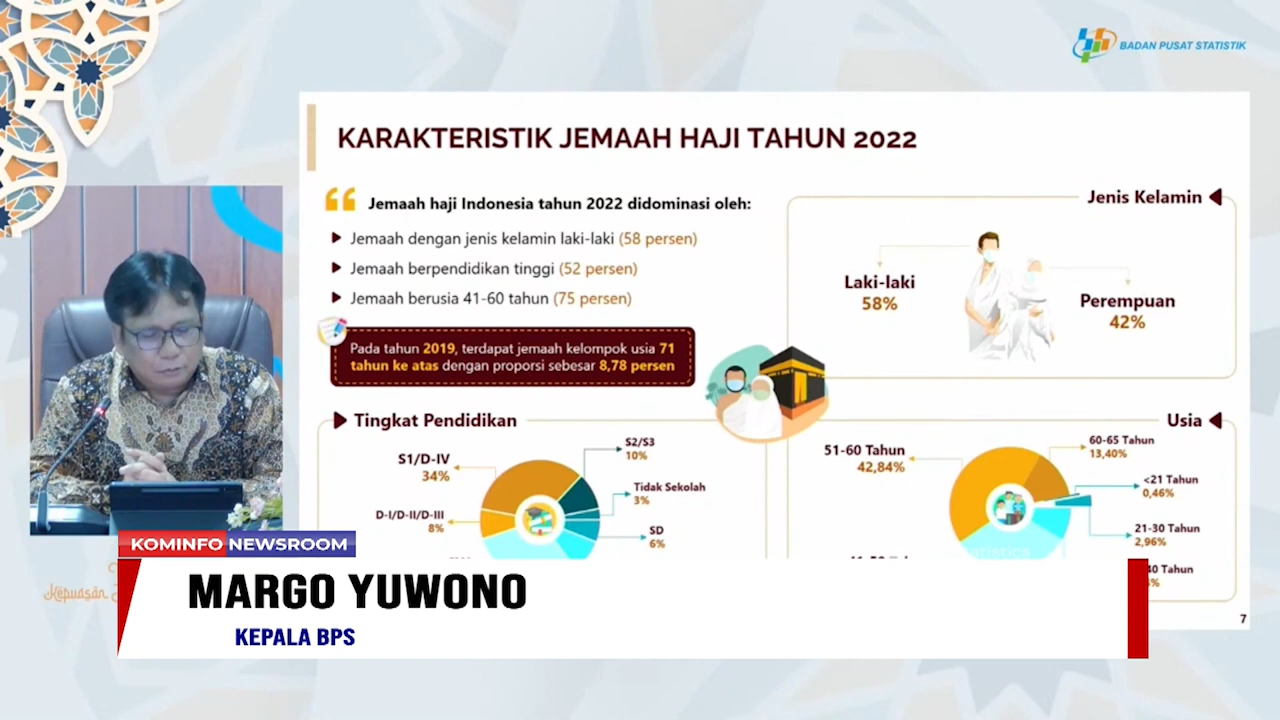 BADAN PUSAT STATISTIK
KARAKTERISTIK JEMAAH HAJI TAHUN 2022
Jemaah haji Indonesia tahun 2022 didominasi oleh:
Jemaah dengan jenis kelamin laki-laki (58 persen)
Jemaah berpendidikan tinggi (52 persen)
Jemaah berusia 41-60 tahun (75 persen)
Pada tahun 2019, terdapat jemaah kelompok usia 71
tahun ke atas dengan proporsi sebesar 8,78 persen
Jenis Kelamin
Laki-laki
58%
Perempuan
42%
Tingkat Pendidikan
S1/D-IV
34%
S2/S3
10%
Tidak Sekolah
3%
D-I/D-II/D-III
8%
SD
6%
Usia
51-60 Tahun
42,84%
60-65 Tahun
13,40%
<21 Tahun
0,46%
21-30 Tahun
2,96%
40 Tahun
7
Kepuasan
KOMINFO NEWSROOM
MARGO YUWONO
KEPALA BPS